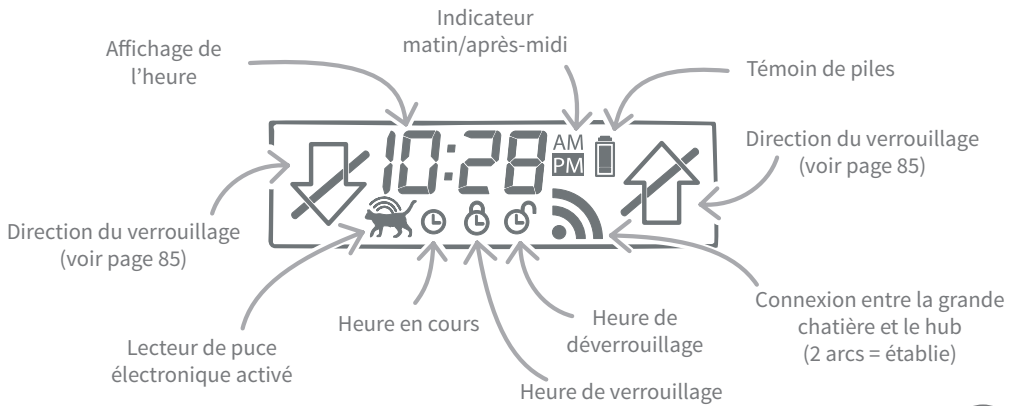 Indicateur
matin/après-midi
Affichage de
l’heure
Témoin de piles
10:28
AM
PM
Direction du verrouillage
(voir page 85)
Direction du verrouillage
(voir page 85)
Connexion entre la grande
chatière et le hub
(2 arcs = établie)
Heure en cours
Heure de
déverrouillage
Lecteur de puce
électronique activé
Heure de verrouillage